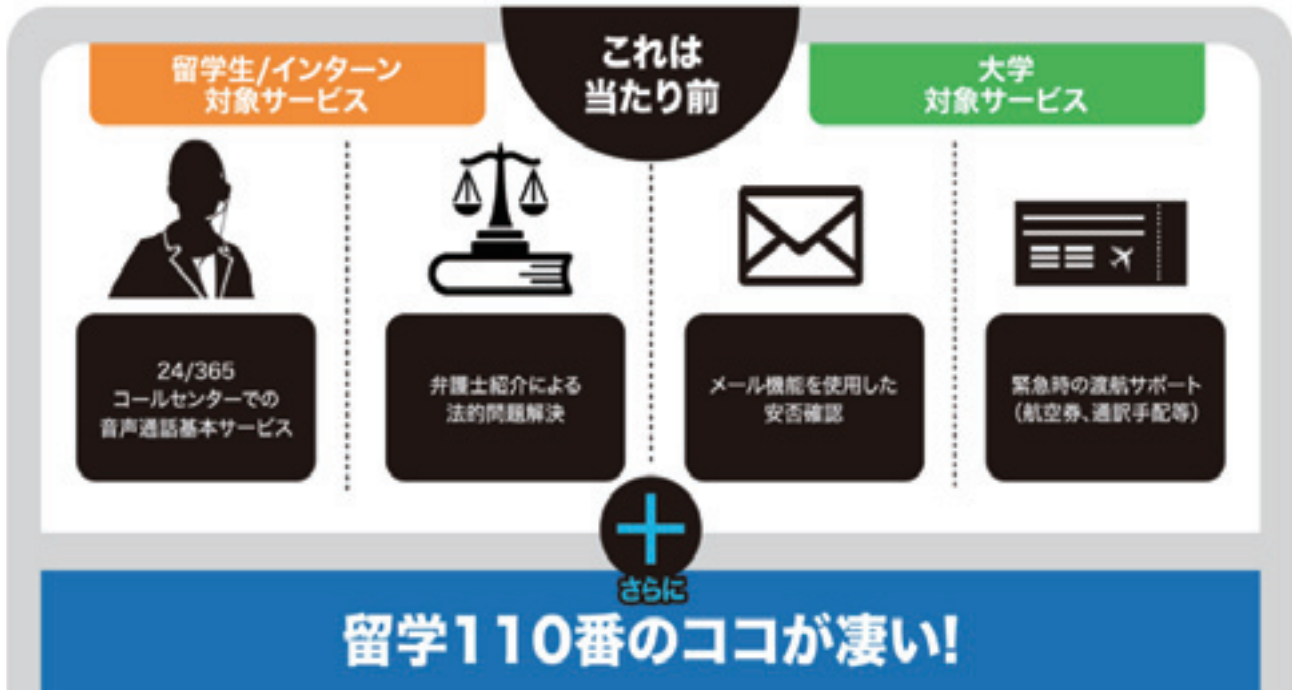 これは
当たり前
留学生/インターン
対象サービス
大学
対象サービス
24/365
コールセンターでの
音声通話基本サービス
弁護士紹介による
法的問題解決
メール機能を使用した
安否確認
緊急時の渡航サポート
(航空券、通訳手配等)
+
さらに
留学110番のココが凄い!